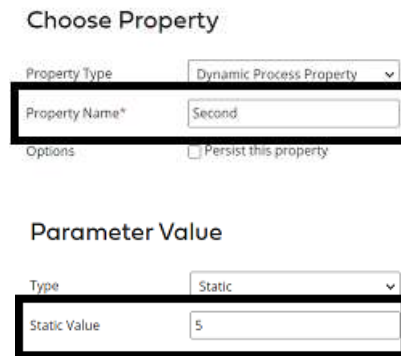 Choose Property
Property Type Dynamic Process Property
Property Name* Second
Options Persist this property
Parameter Value
Type Static
Static Value 5